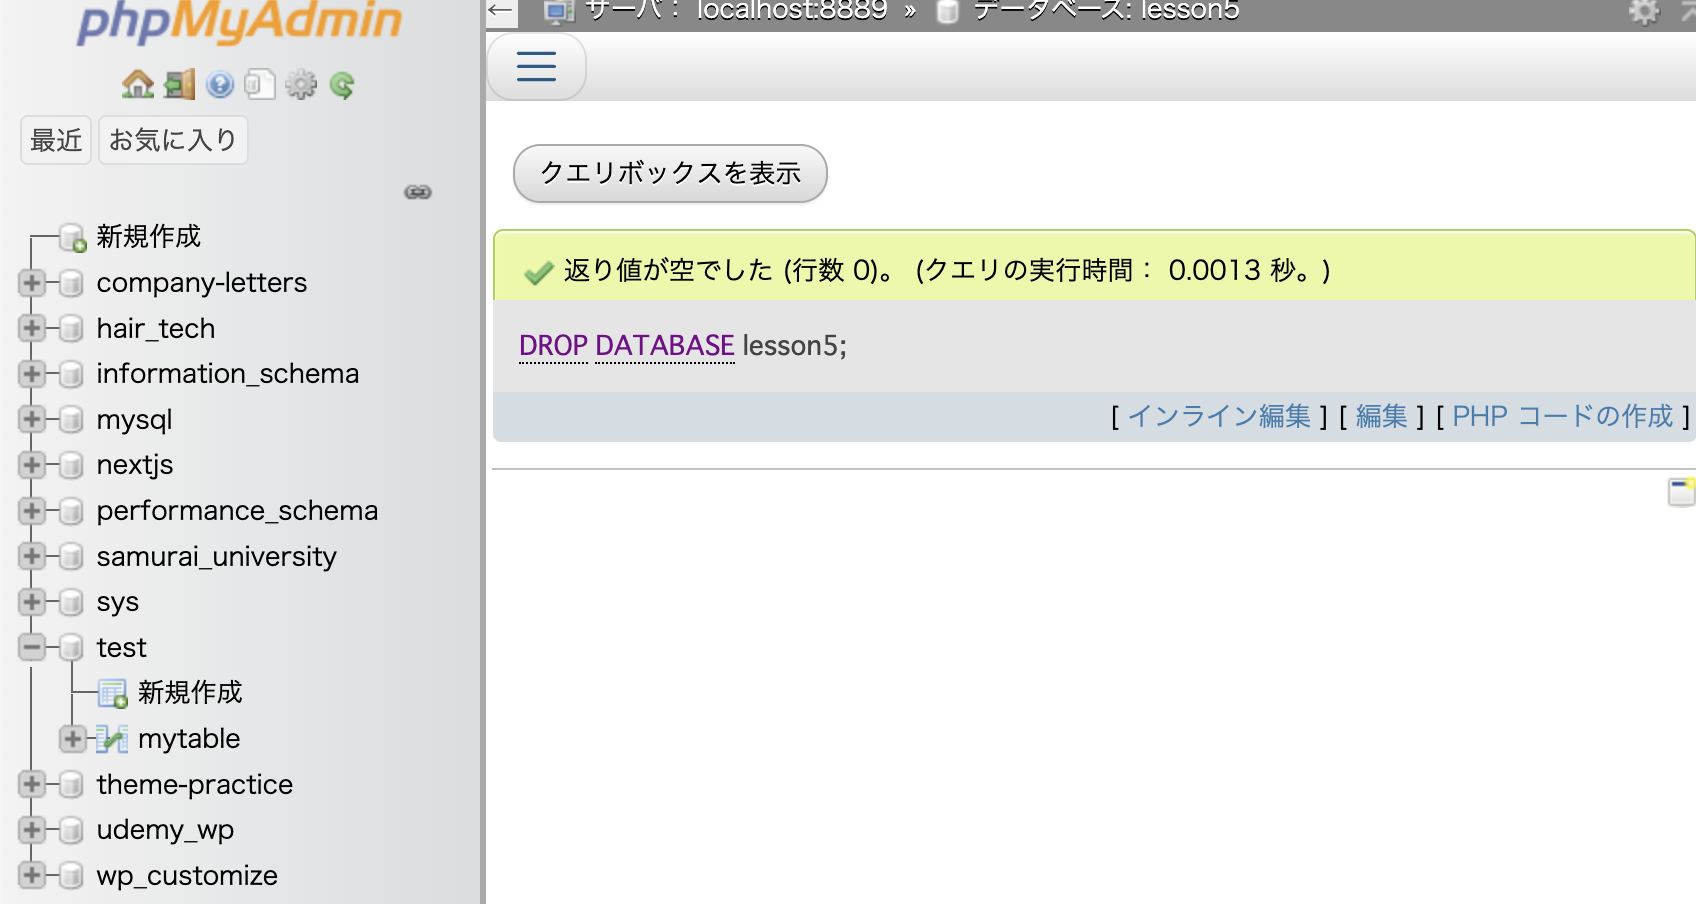 phpMyAdmin
最近 お気に入り
新規作成
company-letters
hair_tech
information_schema
mysql
nextjs
performance_schema
samurai_university
sys
test
新規作成
mytable
theme-practice
udemy_wp
wp_customize
← サーバ： localhost:8889 » データベース: lesson5
クエリボックスを表示
返り値が空でした (行数 0)。 (クエリの実行時間： 0.0013 秒。)
DROP DATABASE lesson5;
[ インライン編集 ] [ 編集 ] [ PHP コードの作成 ]